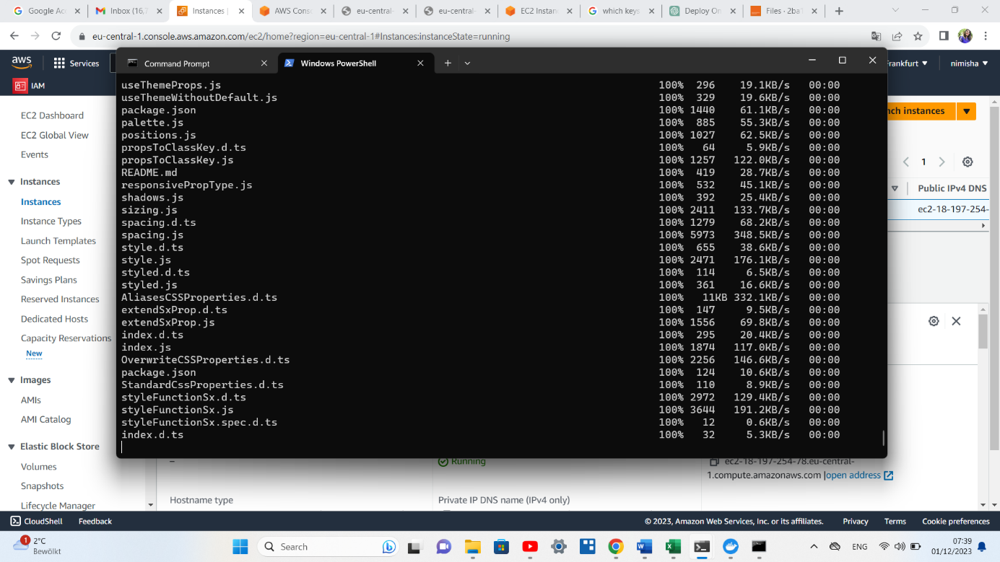 Google Acc
Inbox (16,7
Instances |
AWS Cons
eu-central-
eu-central-
EC2 Instan
which keys
Deploy On
Files · 2ba
eu-central-1.console.aws.amazon.com/ec2/home?region=eu-central-1#Instances:instanceState=running
aws
Services
Frankfurt
nimisha
IAM
Command Prompt
Windows PowerShell
EC2 Dashboard
EC2 Global View
Events
Instances
Instances
Instance Types
Launch Templates
Spot Requests
Savings Plans
Reserved Instances
Dedicated Hosts
Capacity Reservations
New
Images
AMIs
AMI Catalog
Elastic Block Store
Volumes
Snapshots
Lifecycle Manager
useThemeProps.js 100% 296 19.1KB/s 00:00
useThemeWithoutDefault.js 100% 329 19.6KB/s 00:00
package.json 100% 1440 61.1KB/s 00:00
palette.js 100% 885 55.3KB/s 00:00
positions.js 100% 1027 62.5KB/s 00:00
propsToClassKey.d.ts 100% 64 5.9KB/s 00:00
propsToClassKey.js 100% 1257 122.0KB/s 00:00
README.md 100% 419 28.7KB/s 00:00
responsivePropType.js 100% 532 45.1KB/s 00:00
shadows.js 100% 392 25.4KB/s 00:00
sizing.js 100% 2411 133.7KB/s 00:00
spacing.d.ts 100% 1279 68.2KB/s 00:00
spacing.js 100% 5973 348.5KB/s 00:00
style.d.ts 100% 655 38.6KB/s 00:00
style.js 100% 2471 176.1KB/s 00:00
styled.d.ts 100% 114 6.5KB/s 00:00
styled.js 100% 361 16.6KB/s 00:00
AliasesCSSProperties.d.ts 100% 11KB 332.1KB/s 00:00
extendSxProp.d.ts 100% 147 9.5KB/s 00:00
extendSxProp.js 100% 1556 69.8KB/s 00:00
index.d.ts 100% 295 20.4KB/s 00:00
index.js 100% 1874 117.0KB/s 00:00
OverwriteCSSProperties.d.ts 100% 2256 146.6KB/s 00:00
package.json 100% 124 10.6KB/s 00:00
StandardCssProperties.d.ts 100% 110 8.9KB/s 00:00
styleFunctionSx.d.ts 100% 2972 129.4KB/s 00:00
styleFunctionSx.js 100% 3644 191.2KB/s 00:00
styleFunctionSx.spec.d.ts 100% 12 0.6KB/s 00:00
index.d.ts 100% 32 5.3KB/s 00:00
nch instances
1
Public IPv4 DNS
ec2-18-197-254-
–
Running
ec2-18-197-254-78.eu-central-
1.compute.amazonaws.com |open address
Hostname type
Private IP DNS name (IPv4 only)
CloudShell
Feedback
© 2023, Amazon Web Services, Inc. or its affiliates.
Privacy
Terms
Cookie preferences
1
2°C
Bewölkt
Search
ENG
07:39
01/12/2023